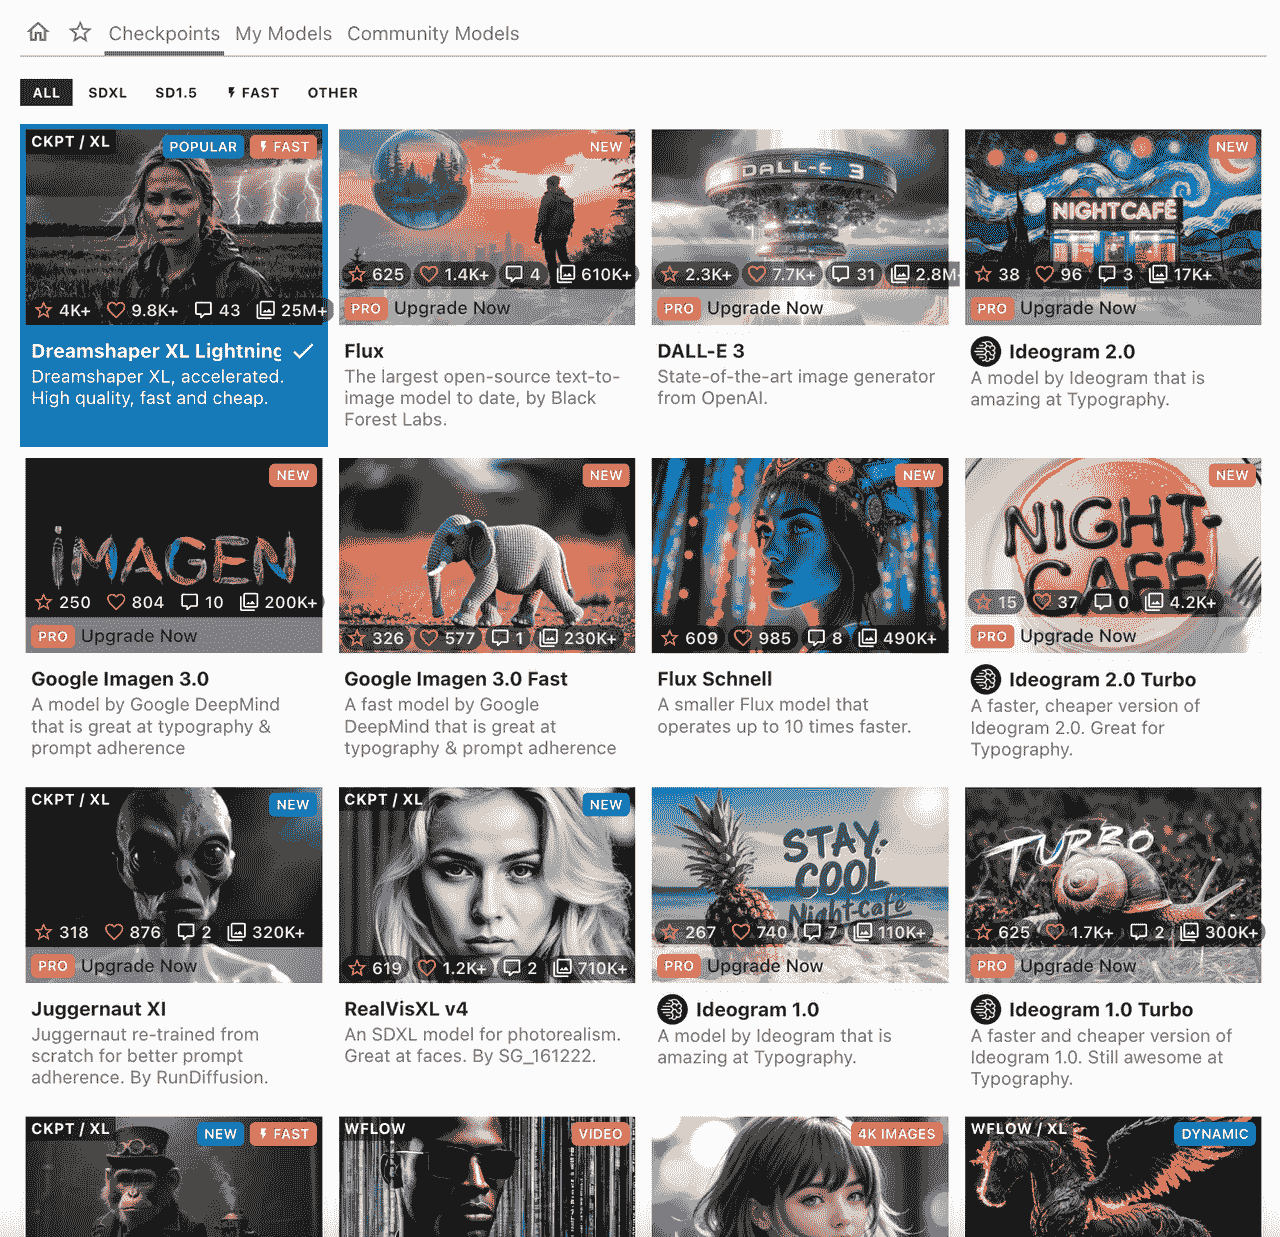 Checkpoints My Models Community Models
ALL SDXL SD1.5 FAST OTHER
CKPT / XL POPULAR FAST
4K+ 9.8K+ 43 25M+
Dreamshaper XL Lightning
Dreamshaper XL, accelerated.
High quality, fast and cheap.
NEW
625 1.4K+ 4 610K+
PRO Upgrade Now
Flux
The largest open-source text-to-
image model to date, by Black
Forest Labs.
DALL-E 3
2.3K+ 7.7K+ 31 2.8M+
PRO Upgrade Now
DALL-E 3
State-of-the-art image generator
from OpenAI.
NEW
NIGHTCAFÉ
38 96 3 17K+
PRO Upgrade Now
Ideogram 2.0
A model by Ideogram that is
amazing at Typography.
NEW
IMAGEN
250 804 10 200K+
PRO Upgrade Now
Google Imagen 3.0
A model by Google DeepMind
that is great at typography &
prompt adherence
NEW
326 577 1 230K+
Google Imagen 3.0 Fast
A fast model by Google
DeepMind that is great at
typography & prompt adherence
NEW
609 985 8 490K+
Flux Schnell
A smaller Flux model that
operates up to 10 times faster.
NEW
NIGHT-
CAFE
15 37 0 4.2K+
PRO Upgrade Now
Ideogram 2.0 Turbo
A faster, cheaper version of
Ideogram 2.0. Great for
Typography.
CKPT / XL NEW
318 876 2 320K+
PRO Upgrade Now
Juggernaut XI
Juggernaut re-trained from
scratch for better prompt
adherence. By RunDiffusion.
CKPT / XL NEW
619 1.2K+ 2 710K+
RealVisXL v4
An SDXL model for photorealism.
Great at faces. By SG_161222.
STAY
COOL
Night-Cafe
267 740 7 110K+
PRO Upgrade Now
Ideogram 1.0
A model by Ideogram that is
amazing at Typography.
TURBO
625 1.7K+ 2 300K+
PRO Upgrade Now
Ideogram 1.0 Turbo
A faster and cheaper version of
Ideogram 1.0. Still awesome at
Typography.
CKPT / XL NEW FAST
WFLOW VIDEO
4K IMAGES
WFLOW / XL DYNAMIC